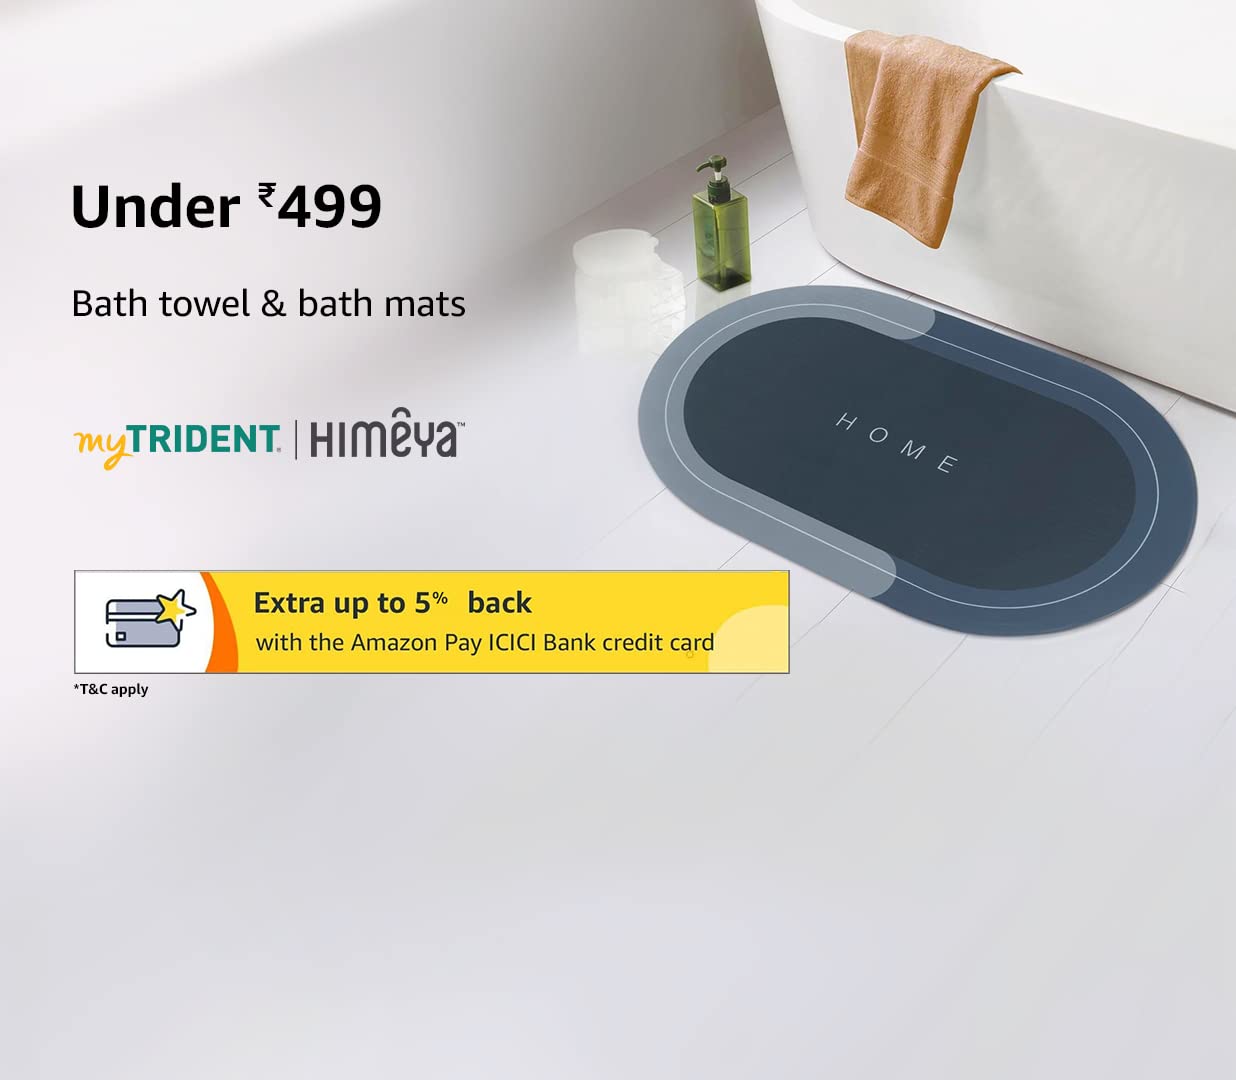 Under ₹499
Bath towel & bath mats
myTRIDENT® | HIMÊYA™
HOME
Extra up to 5% back
with the Amazon Pay ICICI Bank credit card
*T&C apply